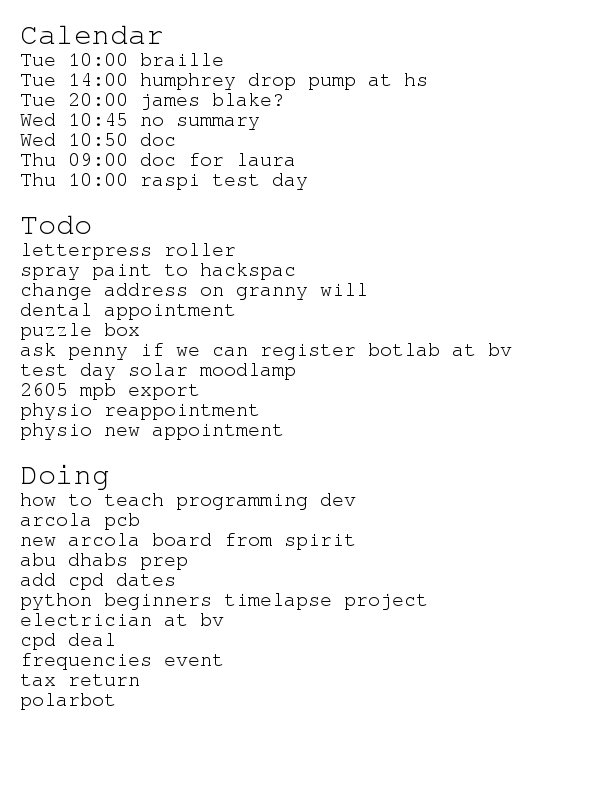 Calendar
Tue 10:00 braille
Tue 14:00 humphrey drop pump at hs
Tue 20:00 james blake?
Wed 10:45 no summary
Wed 10:50 doc
Thu 09:00 doc for laura
Thu 10:00 raspi test day
Todo
letterpress roller
spray paint to hackspac
change address on granny will
dental appointment
puzzle box
ask penny if we can register botlab at bv
test day solar moodlamp
2605 mpb export
physio reappointment
physio new appointment
Doing
how to teach programming dev
arcola pcb
new arcola board from spirit
abu dhabs prep
add cpd dates
python beginners timelapse project
electrician at bv
cpd deal
frequencies event
tax return
polarbot